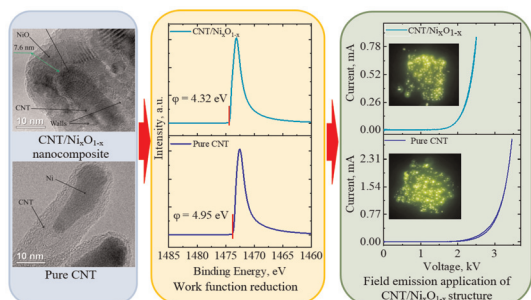 NiO
7.6 nm
CNT
Walls
10 nm
CNT/NiₓO₁₋ₓ
nanocomposite
Ni
CNT
10 nm
Pure CNT
CNT/NiₓO₁₋ₓ
φ = 4.32 eV
Intensity, a.u.
Pure CNT
φ = 4.95 eV
1485 1480 1475 1470 1465 1460
Binding Energy, eV
Work function reduction
CNT/NiₓO₁₋ₓ
0.86
0.57
0.29
0.00
Current, mA
Pure CNT
2.31
1.54
0.77
0.00
Current, mA
0 1 2 3
Voltage, kV
Field emission application of
CNT/NiₓO₁₋ₓ structure